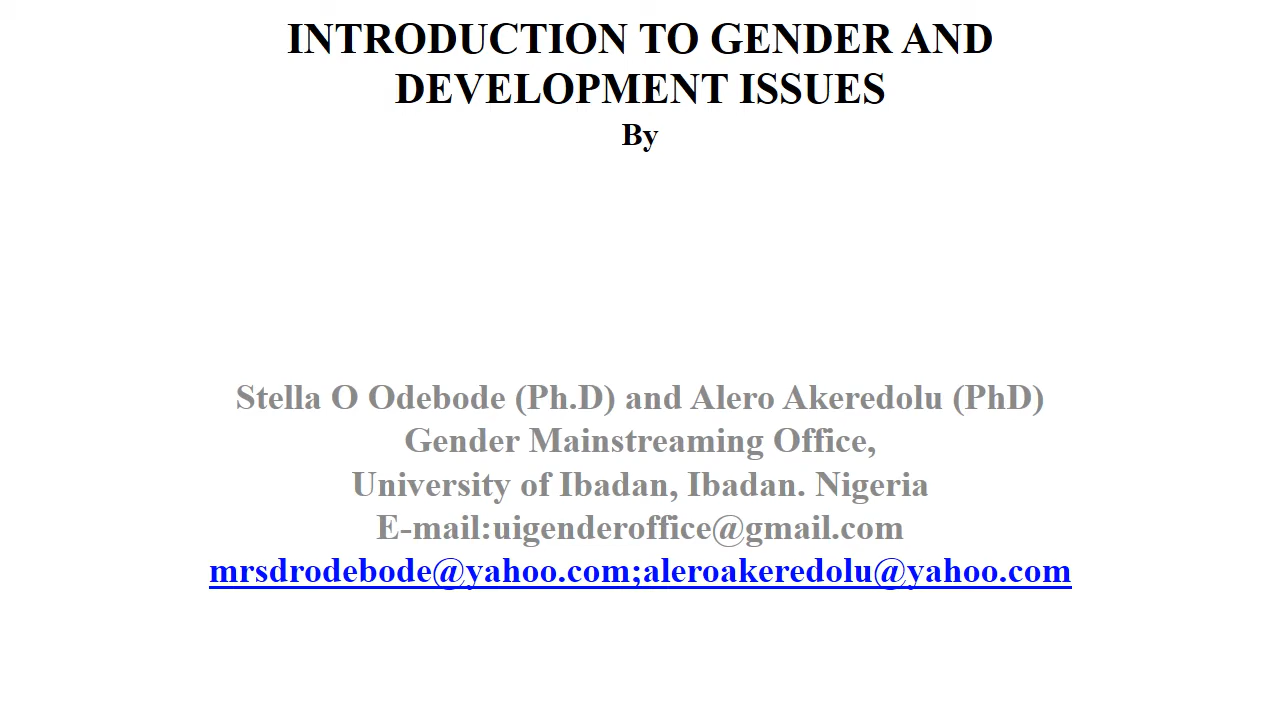 INTRODUCTION TO GENDER AND
DEVELOPMENT ISSUES
By
Stella O Odebode (Ph.D) and Alero Akeredolu (PhD)
Gender Mainstreaming Office,
University of Ibadan, Ibadan. Nigeria
E-mail:uigenderoffice@gmail.com
mrsdrodebode@yahoo.com;aleroakeredolu@yahoo.com